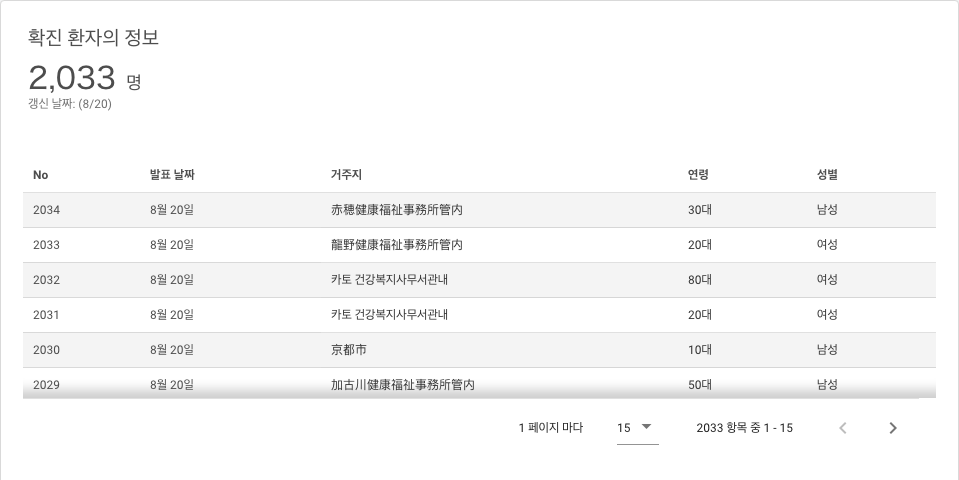 확진 환자의 정보
2,033 명
갱신 날짜: (8/20)
No 발표 날짜 거주지 연령 성별
2034 8월 20일 赤穂健康福祉事務所管内 30대 남성
2033 8월 20일 龍野健康福祉事務所管内 20대 여성
2032 8월 20일 카토 건강복지사무서관내 80대 여성
2031 8월 20일 카토 건강복지사무서관내 20대 여성
2030 8월 20일 京都市 10대 남성
2029 8월 20일 加古川健康福祉事務所管内 50대 남성
1 페이지 마다 15 2033 항목 중 1 - 15